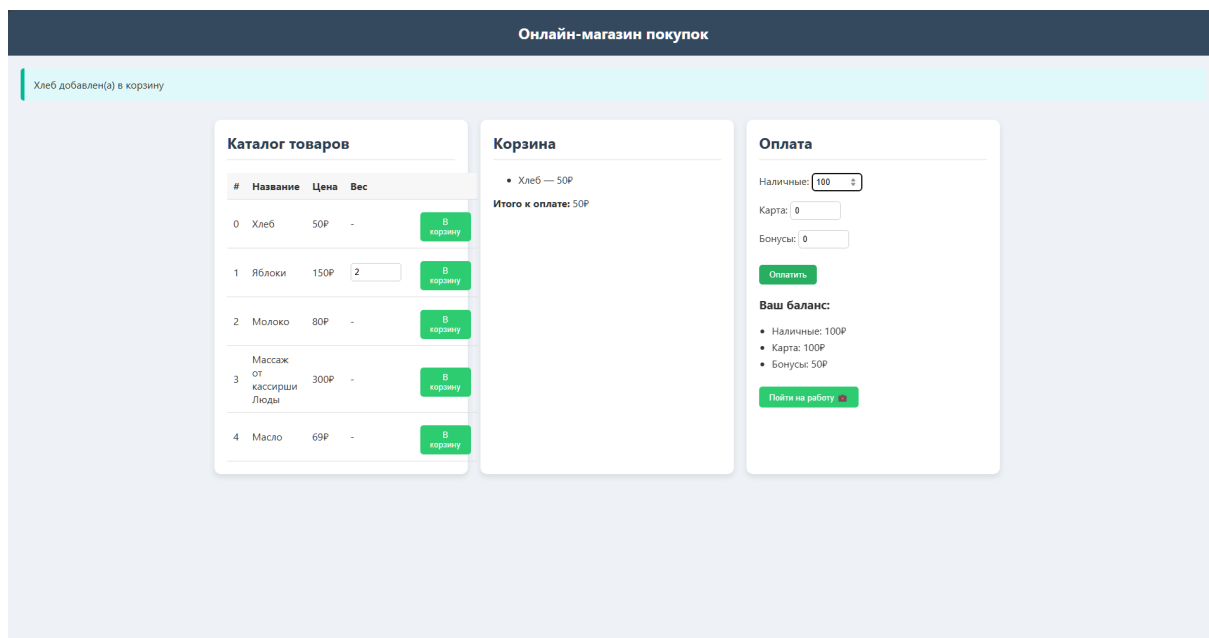 Онлайн-магазин покупок
Хлеб добавлен(а) в корзину
Каталог товаров
# Название Цена Вес
0 Хлеб 50₽ - В корзину
1 Яблоки 150₽ 2 В корзину
2 Молоко 80₽ - В корзину
3 Массаж от кассирши Люды 300₽ - В корзину
4 Масло 69₽ - В корзину
Корзина
• Хлеб — 50₽
Итого к оплате: 50₽
Оплата
Наличные: 100
Карта: 0
Бонусы: 0
Оплатить
Ваш баланс:
• Наличные: 100₽
• Карта: 100₽
• Бонусы: 50₽
Пойти на работу